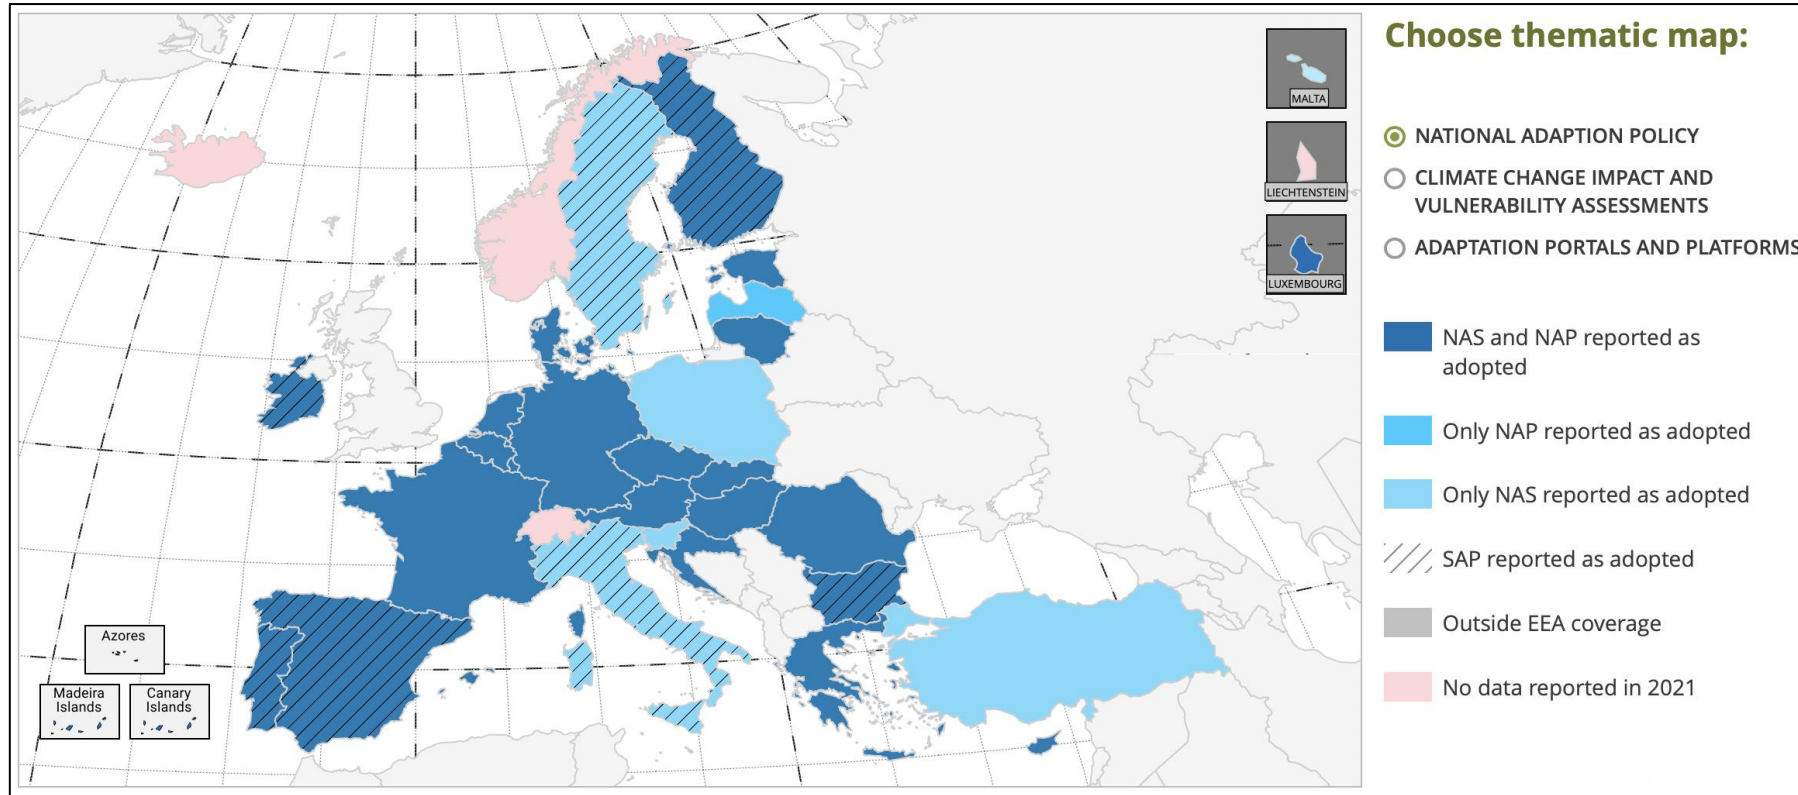 Choose thematic map:
NATIONAL ADAPTION POLICY
CLIMATE CHANGE IMPACT AND
VULNERABILITY ASSESSMENTS
ADAPTATION PORTALS AND PLATFORMS
NAS and NAP reported as
adopted
Only NAP reported as adopted
Only NAS reported as adopted
SAP reported as adopted
Outside EEA coverage
No data reported in 2021
MALTA
LIECHTENSTEIN
LUXEMBOURG
Azores
Madeira
Islands
Canary
Islands